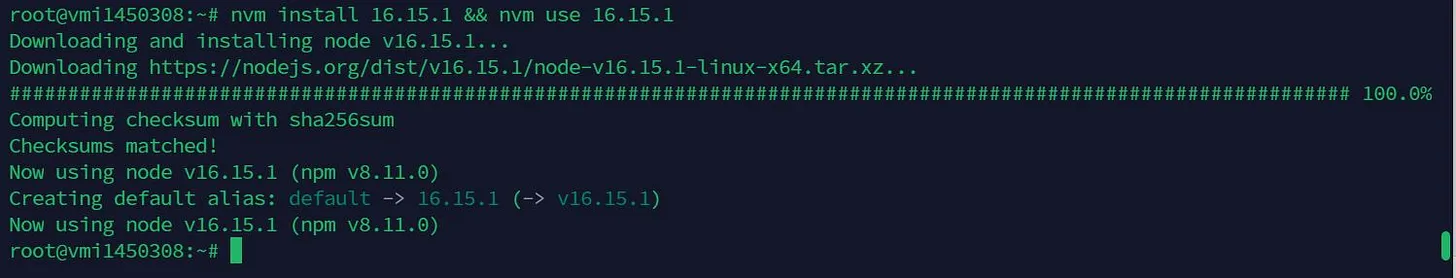 root@vmi1450308:~# nvm install 16.15.1 && nvm use 16.15.1
Downloading and installing node v16.15.1...
Downloading https://nodejs.org/dist/v16.15.1/node-v16.15.1-linux-x64.tar.xz...
################################################################################################################### 100.0%
Computing checksum with sha256sum
Checksums matched!
Now using node v16.15.1 (npm v8.11.0)
Creating default alias: default -> 16.15.1 (-> v16.15.1)
Now using node v16.15.1 (npm v8.11.0)
root@vmi1450308:~#